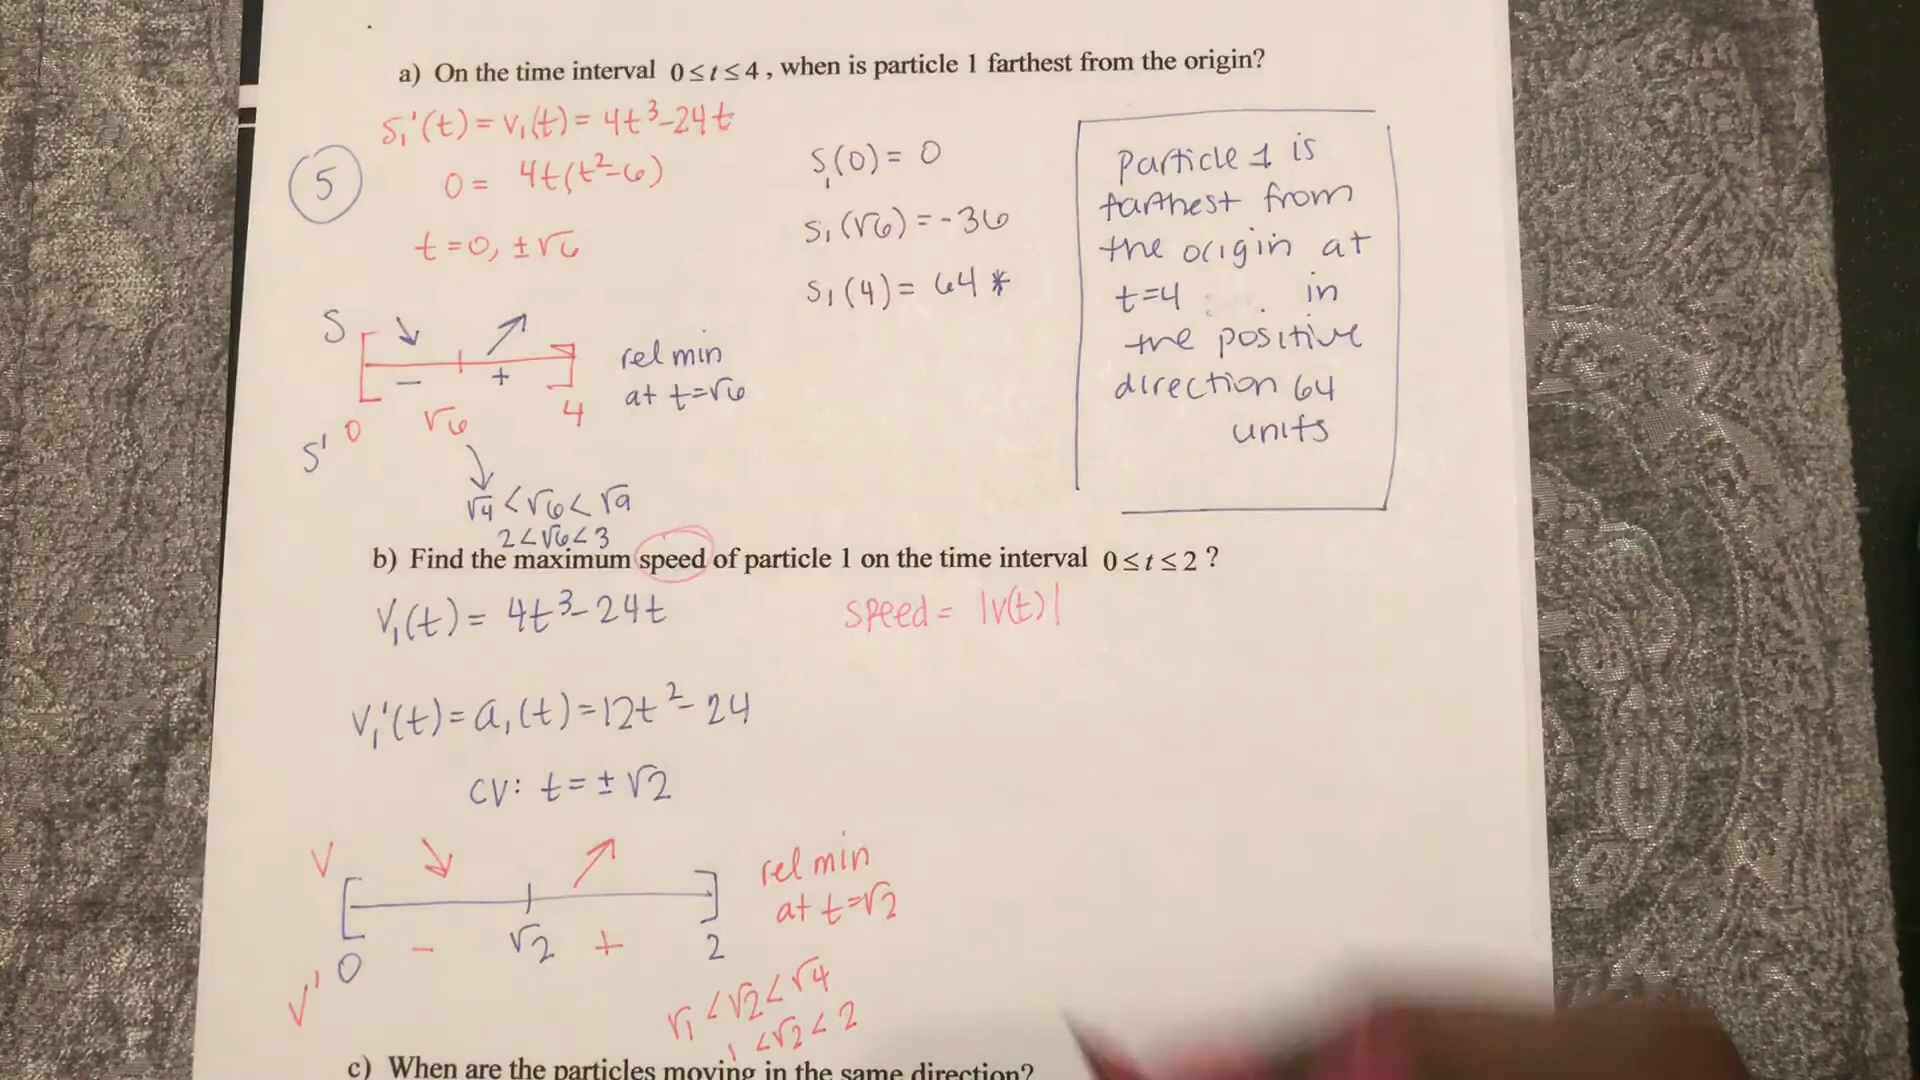 a) On the time interval 0 ≤ t ≤ 4, when is particle 1 farthest from the origin?
S₁'(t) = v₁(t) = 4t³-24t
0 = 4t(t²-6)
t=0, ±√6
5
S₁(0) = 0
S₁(√6) = -36
S₁(4) = 64 *
Particle 1 is
farthest from
the origin at
t=4 in
the positive
direction 64
units
S
- +
0 √6 4
S'
rel min
at t=√6
√4 < √6 < √9
2<√6<3
b) Find the maximum speed of particle 1 on the time interval 0 ≤ t ≤ 2 ?
V₁(t) = 4t³-24t
speed = |v(t)|
V₁'(t) = a₁(t) = 12t²-24
CV: t = ±√2
V
- +
0 √2 2
V'
rel min
at t=√2
√1 < √2 < √4
1 <√2 < 2
c) When are the particles moving in the same direction?